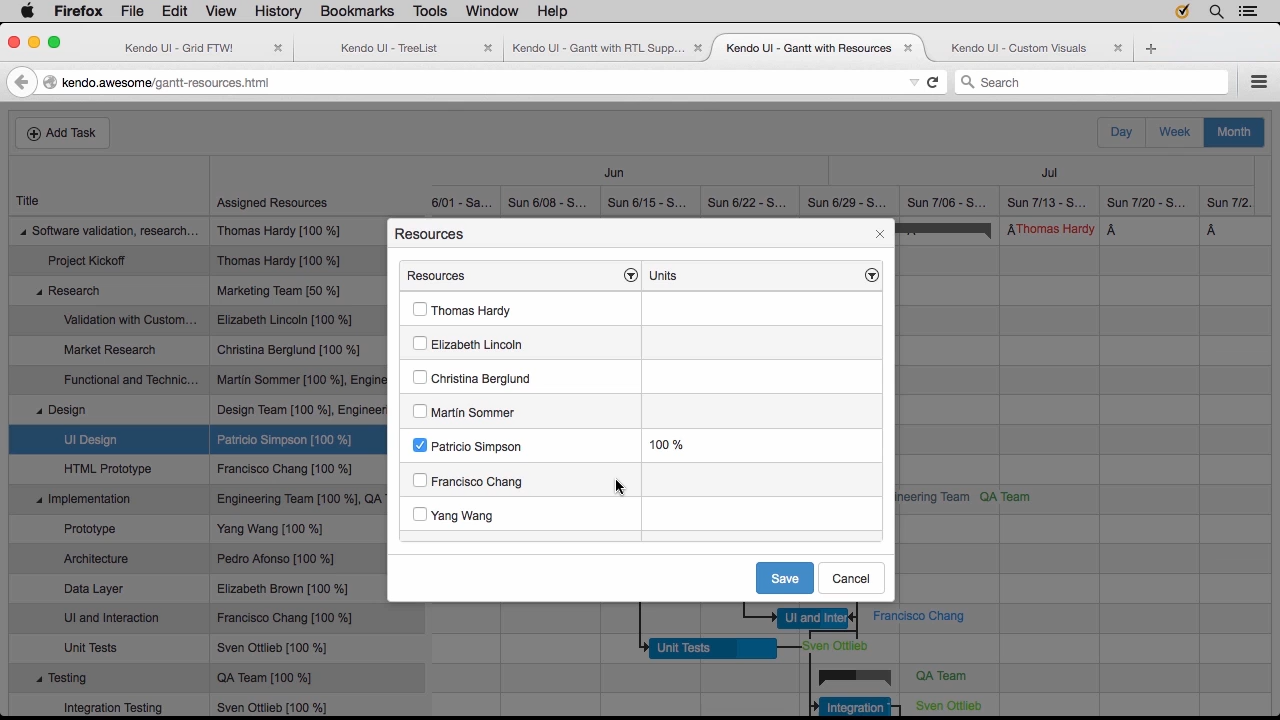 Firefox File Edit View History Bookmarks Tools Window Help
Kendo UI - Grid FTW! Kendo UI - TreeList Kendo UI - Gantt with RTL Supp... Kendo UI - Gantt with Resources Kendo UI - Custom Visuals
kendo.awesome/gantt-resources.html Search
Add Task Day Week Month
Jun Jul
Title Assigned Resources 6/01 - Sa... Sun 6/08 - S... Sun 6/15 - S... Sun 6/22 - S... Sun 6/29 - S... Sun 7/06 - S... Sun 7/13 - S... Sun 7/20 - S... Sun 7/2.
Software validation, research... Thomas Hardy [100 %] Â Thomas Hardy Â Â
Project Kickoff Thomas Hardy [100 %]
Research Marketing Team [50 %]
Validation with Custom... Elizabeth Lincoln [100 %]
Market Research Christina Berglund [100 %]
Functional and Technic... Martín Sommer [100 %], Engine
Design Design Team [100 %], Engineer
UI Design Patricio Simpson [100 %]
HTML Prototype Francisco Chang [100 %]
Implementation Engineering Team [100 %], QA ineering Team QA Team
Prototype Yang Wang [100 %]
Architecture Pedro Afonso [100 %]
Data Layer Elizabeth Brown [100 %]
UI and Interaction Francisco Chang [100 %] UI and Inter Francisco Chang
Unit Tests Sven Ottlieb [100 %] Unit Tests Sven Ottlieb
Testing QA Team [100 %] QA Team
Integration Testing Sven Ottlieb [100 %] Integration Sven Ottlieb
Resources
Resources Units
Thomas Hardy
Elizabeth Lincoln
Christina Berglund
Martín Sommer
Patricio Simpson 100 %
Francisco Chang
Yang Wang
Save Cancel